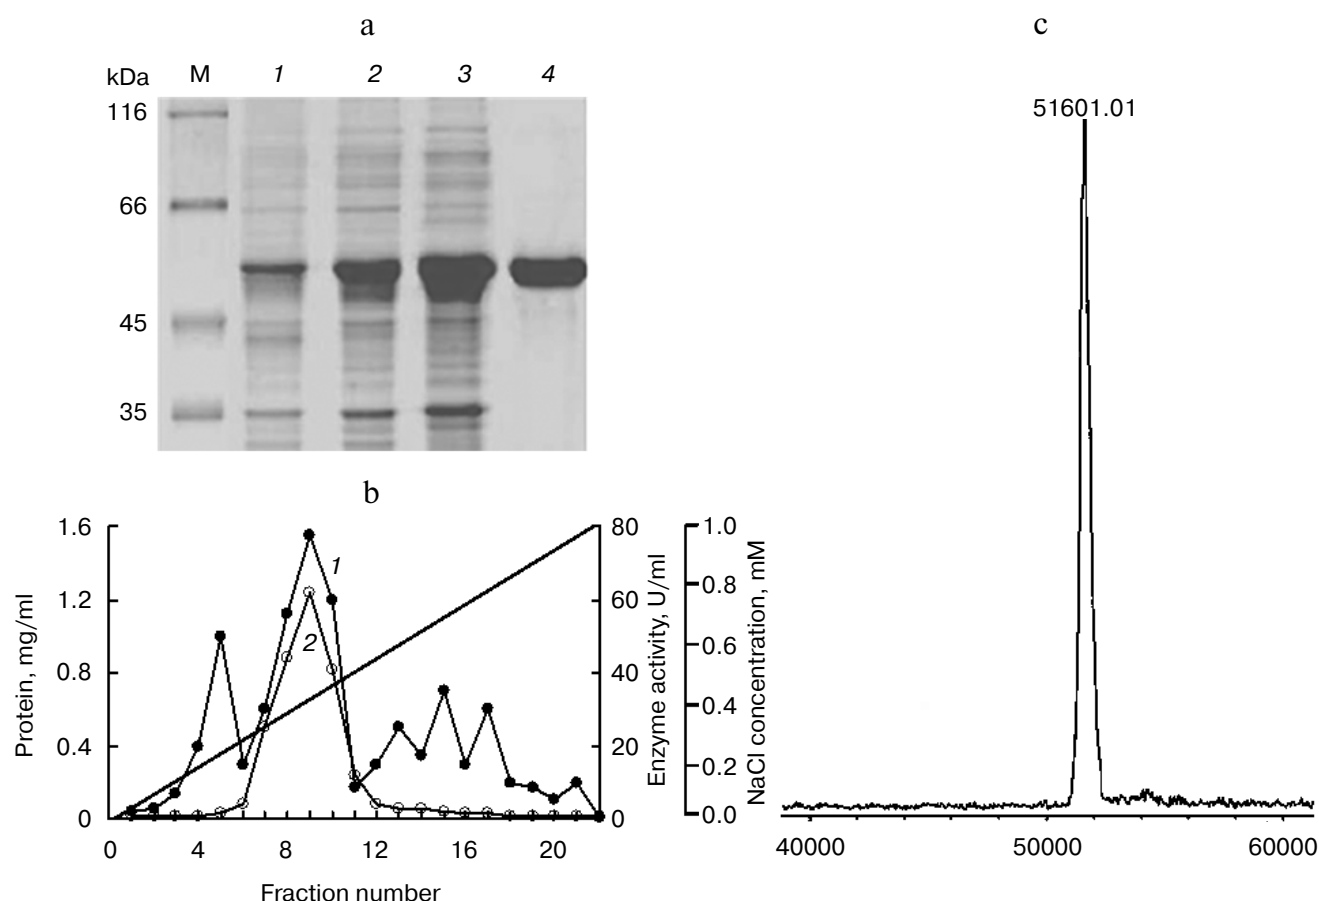 a
kDa M 1 2 3 4
116
66
45
35
b
1.6
1.2
0.8
0.4
0
Protein, mg/ml
1
2
80
60
40
20
0
Enzyme activity, U/ml
1.0
0.8
0.6
0.4
0.2
0.0
NaCl concentration, mM
0 4 8 12 16 20
Fraction number
c
51601.01
40000 50000 60000